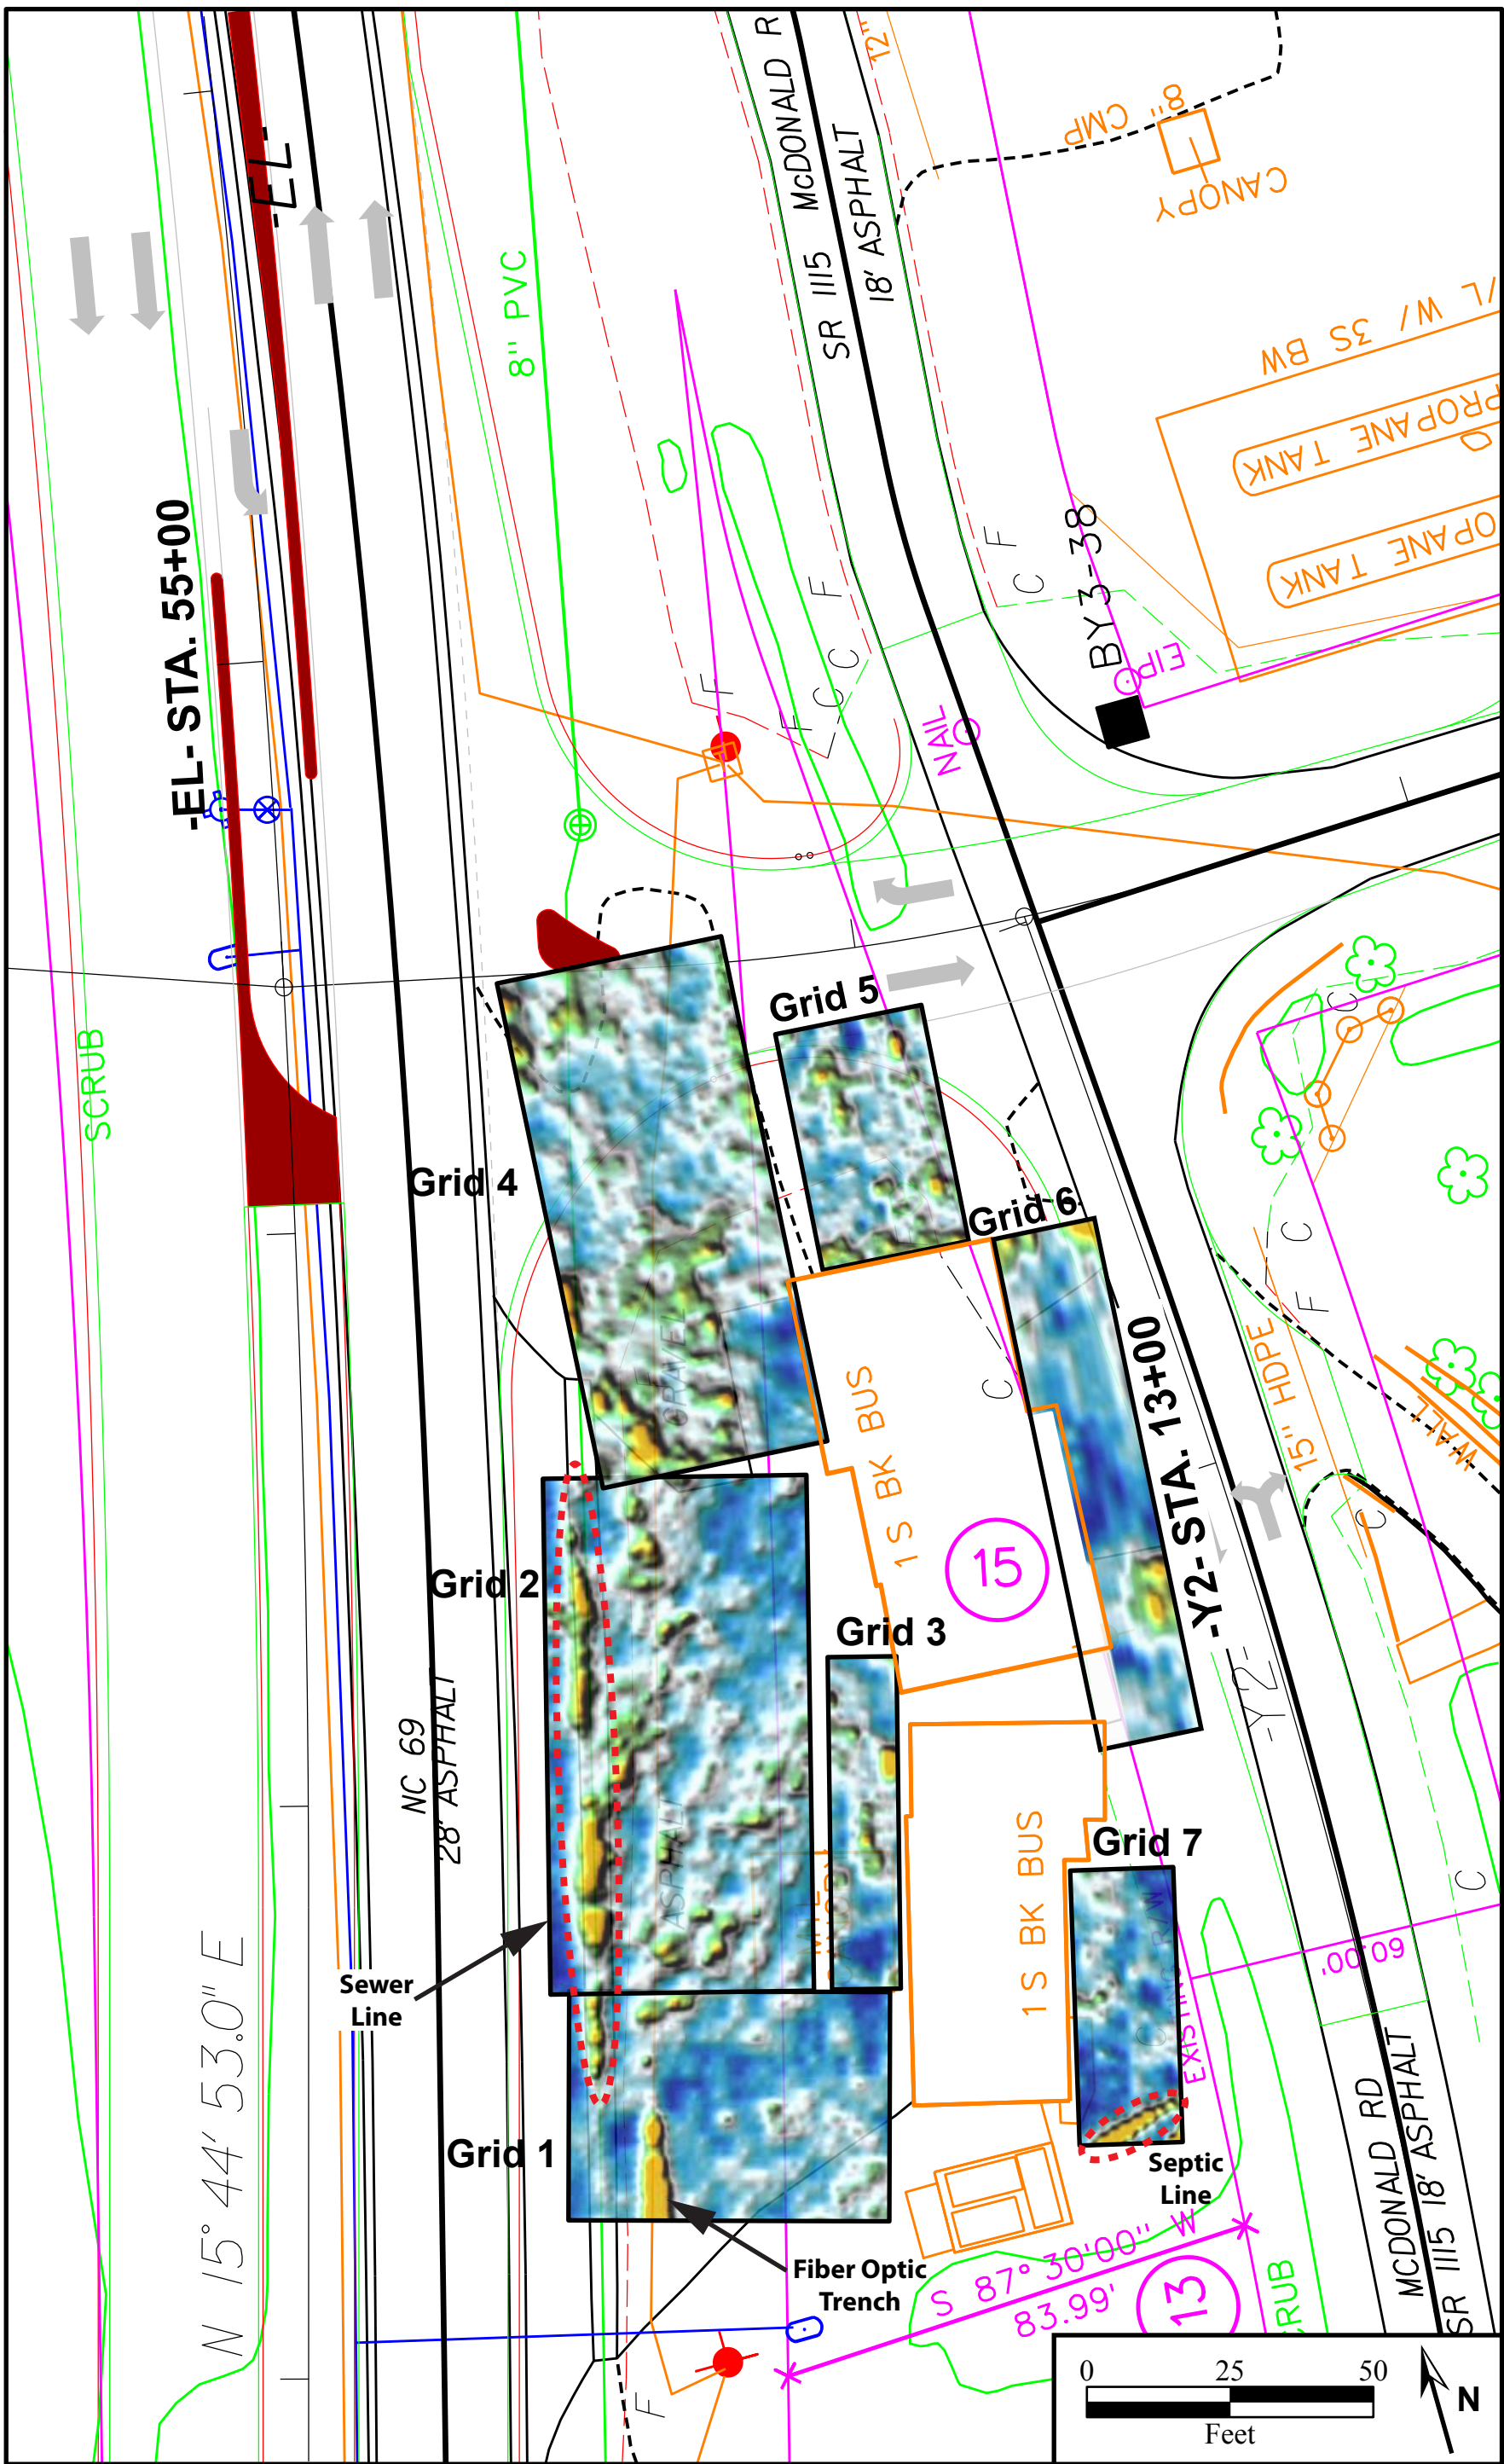 -EL-
McDONALD R
SR 1115
18' ASPHALT
12"
8" CMP
CANOPY
8" PVC
/L W/ 3S BW
PROPANE TANK
OPANE TANK
-EL- STA. 55+00
F
C
BY3-38
EIP
F
C
C
F
F
NAIL
SCRUB
Grid 5
Grid 4
Grid 6
C
C
F
GRAVEL
C
1 S BK BUS
-Y2- STA. 13+00
15" HDPE
WALL
C
15
Grid 2
Grid 3
NC 69
28' ASPHALT
ASPHALT
-Y2-
Grid 7
1 S BK BUS
C
60.00'
EXISTING R/W
N 15° 44' 53.0" E
Sewer
Line
Grid 1
Septic
Line
McDONALD RD
SR 1115 18' ASPHALT
Fiber Optic
Trench
S 87° 30'00" W
83.99'
13
RUB
F
0 25 50
Feet
N